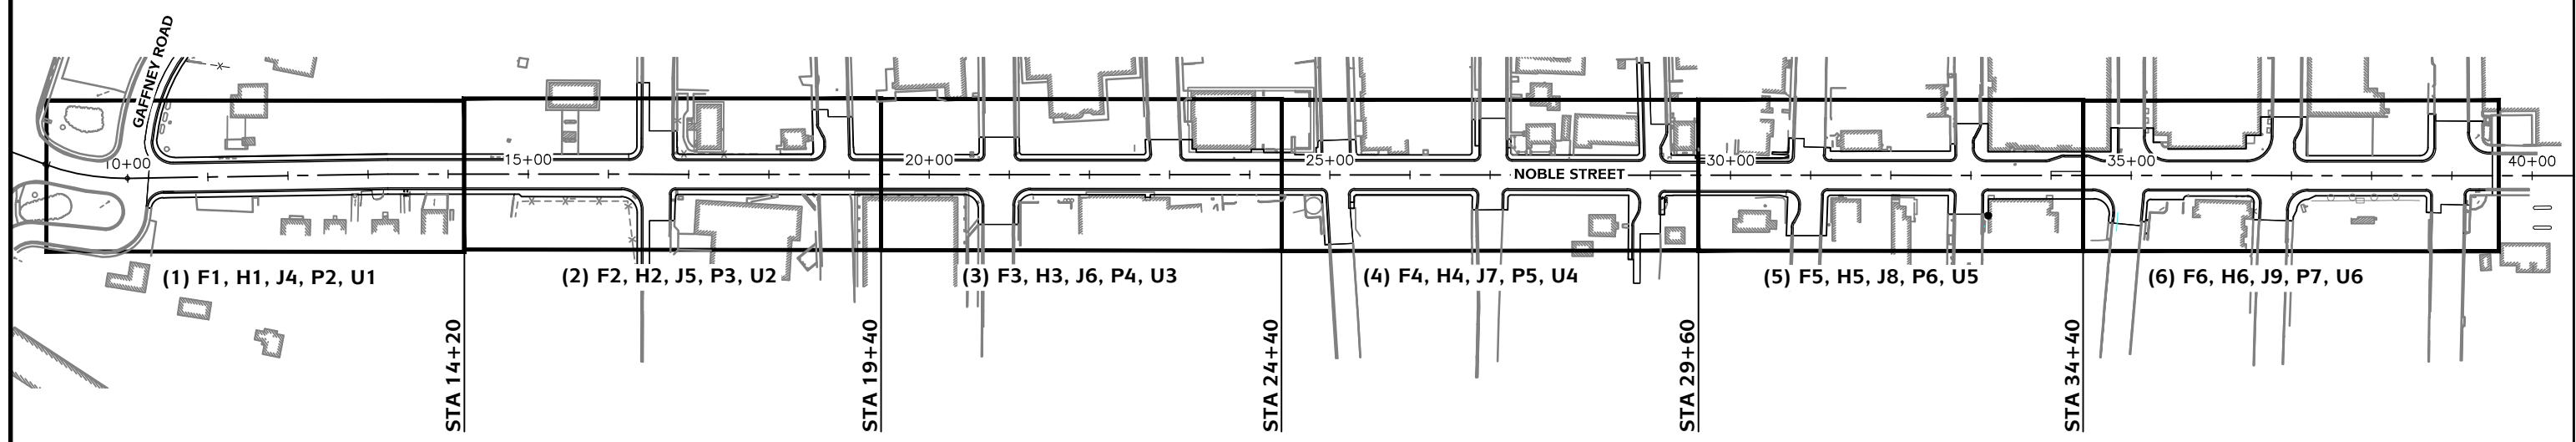 GAFFNEY ROAD
10+00
15+00
20+00
25+00
30+00
35+00
40+00
NOBLE STREET
(1) F1, H1, J4, P2, U1
(2) F2, H2, J5, P3, U2
(3) F3, H3, J6, P4, U3
(4) F4, H4, J7, P5, U4
(5) F5, H5, J8, P6, U5
(6) F6, H6, J9, P7, U6
STA 14+20
STA 19+40
STA 24+40
STA 29+60
STA 34+40